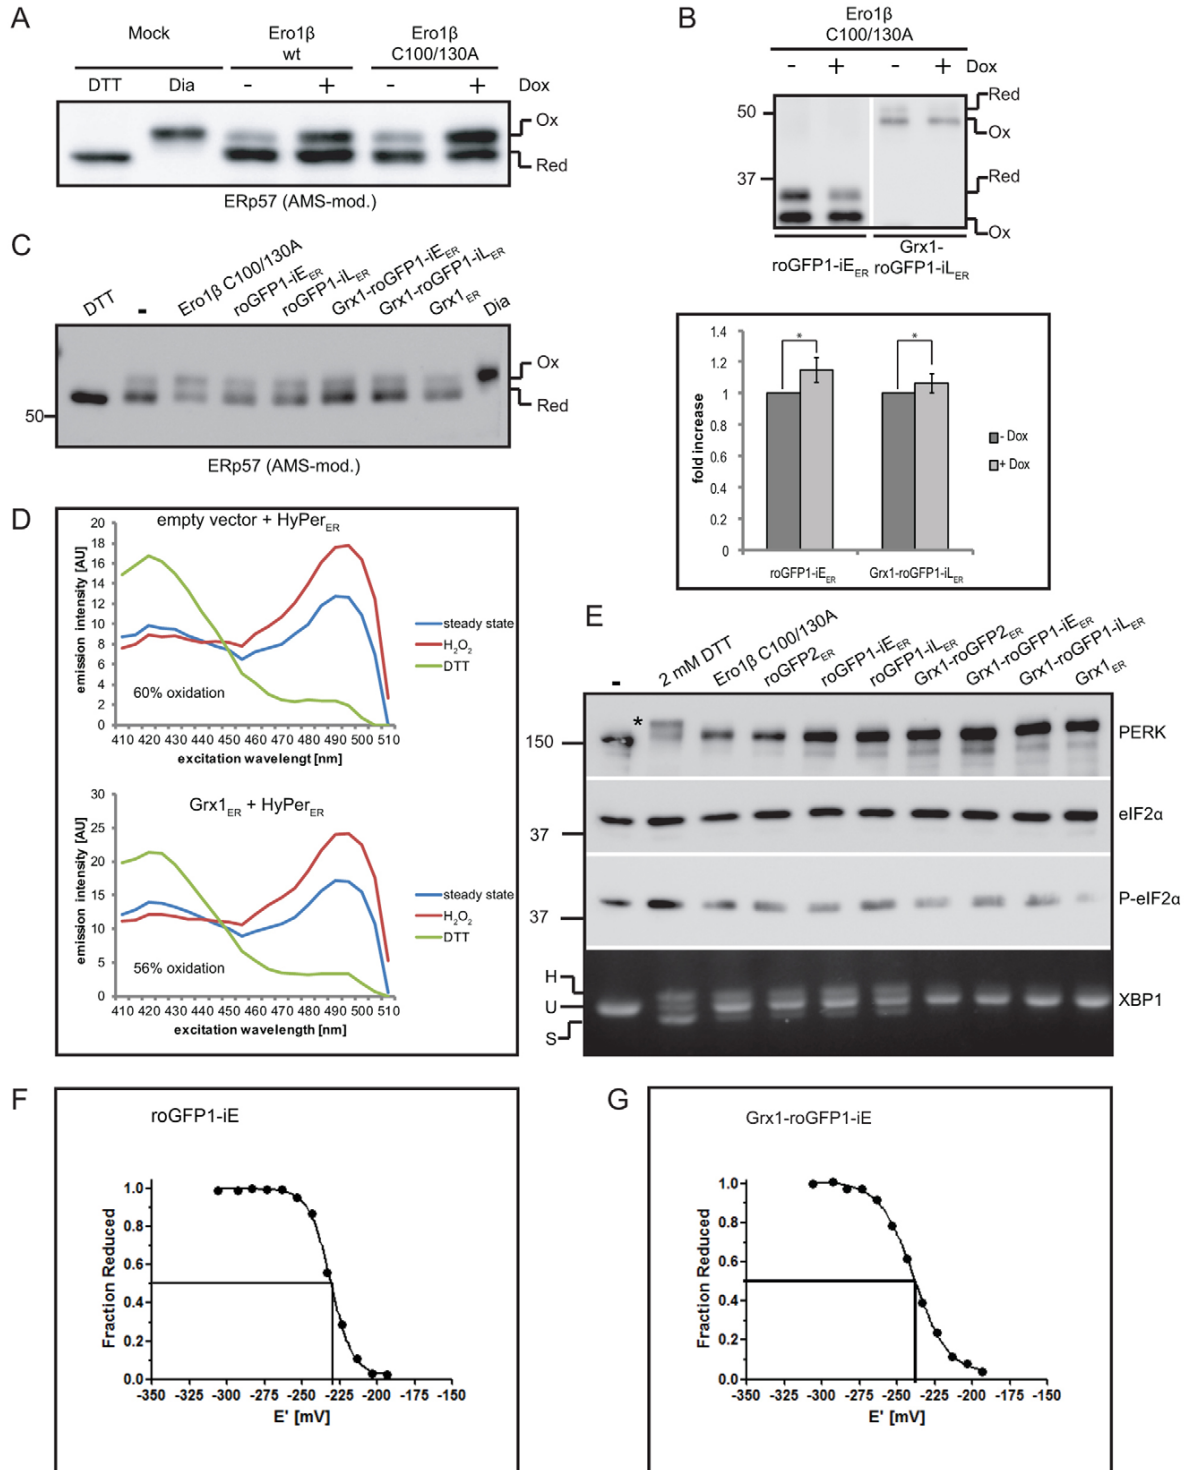 A
Mock
Ero1β
wt
Ero1β
C100/130A
DTT
Dia
-
+
-
+
Dox
Ox
Red
ERp57 (AMS-mod.)
B
Ero1β
C100/130A
-
+
-
+
Dox
50
37
Red
Ox
Red
Ox
roGFP1-iEER
Grx1-
roGFP1-iLER
1.4
1.2
1
0.8
0.6
0.4
0.2
0
fold increase
*
*
- Dox
+ Dox
roGFP1-iEER
Grx1-roGFP1-iLER
C
DTT
-
Ero1β C100/130A
roGFP1-iEER
roGFP1-iLER
Grx1-roGFP1-iEER
Grx1-roGFP1-iLER
Grx1ER
Dia
50
Ox
Red
ERp57 (AMS-mod.)
D
empty vector + HyPerER
emission intensity [AU]
20
18
16
14
12
10
8
6
4
2
0
60% oxidation
steady state
H2O2
DTT
410 420 430 440 450 460 470 480 490 500 510
excitation wavelengt [nm]
Grx1ER + HyPerER
emission intensity [AU]
30
25
20
15
10
5
0
56% oxidation
steady state
H2O2
DTT
410 420 430 440 450 460 470 480 490 500 510
excitation wavelength [nm]
E
-
2 mM DTT
Ero1β C100/130A
roGFP2ER
roGFP1-iEER
roGFP1-iLER
Grx1-roGFP2ER
Grx1-roGFP1-iEER
Grx1-roGFP1-iLER
Grx1ER
*
150
PERK
37
eIF2α
37
P-eIF2α
H
U
S
XBP1
F
roGFP1-iE
Fraction Reduced
1.0
0.8
0.6
0.4
0.2
0.0
-350 -325 -300 -275 -250 -225 -200 -175 -150
E' [mV]
G
Grx1-roGFP1-iE
Fraction Reduced
1.0
0.8
0.6
0.4
0.2
0.0
-350 -325 -300 -275 -250 -225 -200 -175 -150
E' [mV]